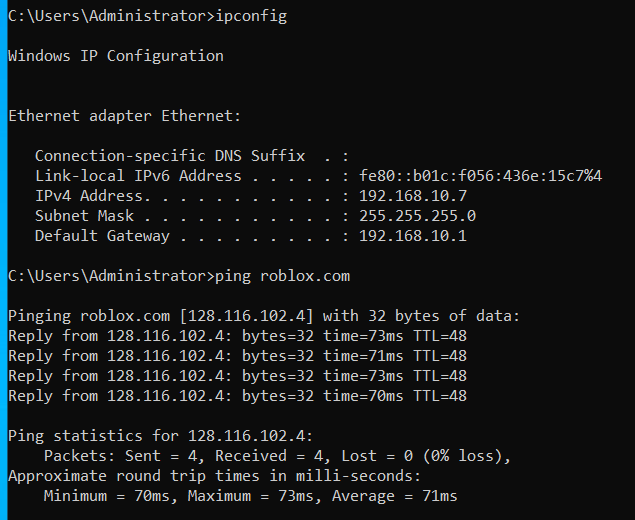 C:\Users\Administrator>ipconfig
Windows IP Configuration
Ethernet adapter Ethernet:
   Connection-specific DNS Suffix  . :
   Link-local IPv6 Address . . . . . : fe80::b01c:f056:436e:15c7%4
   IPv4 Address. . . . . . . . . . . : 192.168.10.7
   Subnet Mask . . . . . . . . . . . : 255.255.255.0
   Default Gateway . . . . . . . . . : 192.168.10.1
C:\Users\Administrator>ping roblox.com
Pinging roblox.com [128.116.102.4] with 32 bytes of data:
Reply from 128.116.102.4: bytes=32 time=73ms TTL=48
Reply from 128.116.102.4: bytes=32 time=71ms TTL=48
Reply from 128.116.102.4: bytes=32 time=73ms TTL=48
Reply from 128.116.102.4: bytes=32 time=70ms TTL=48
Ping statistics for 128.116.102.4:
    Packets: Sent = 4, Received = 4, Lost = 0 (0% loss),
Approximate round trip times in milli-seconds:
    Minimum = 70ms, Maximum = 73ms, Average = 71ms